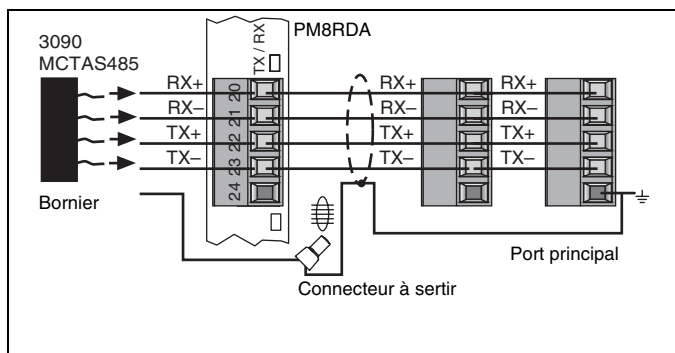 3090
MCTAS485
PM8RDA
TX / RX
RX+ 20 RX+ RX+
RX– 21 RX– RX–
TX+ 22 TX+ TX+
TX– 23 TX– TX–
24
Bornier
Port principal
Connecteur à sertir